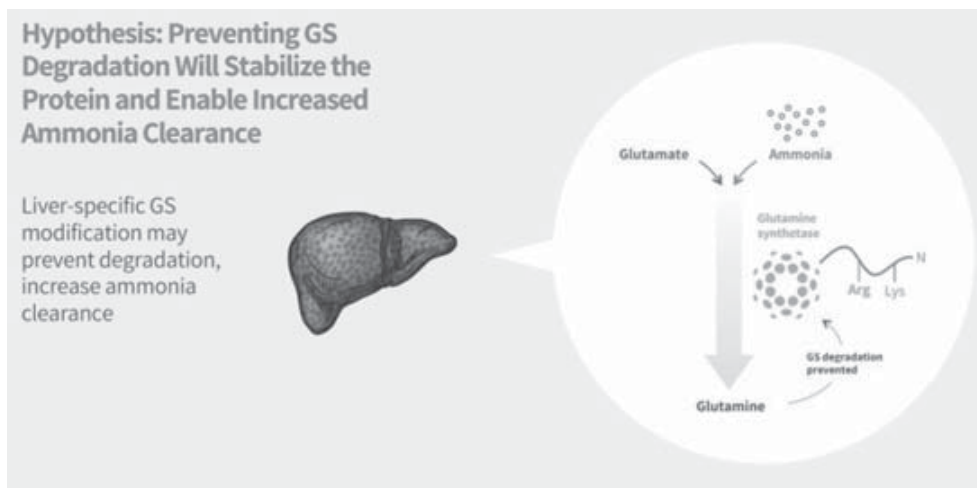 Hypothesis: Preventing GS
Degradation Will Stabilize the
Protein and Enable Increased
Ammonia Clearance
Liver-specific GS
modification may
prevent degradation,
increase ammonia
clearance
Glutamate
Ammonia
Glutamine
synthetase
N
Arg
Lys
GS degradation
prevented
Glutamine